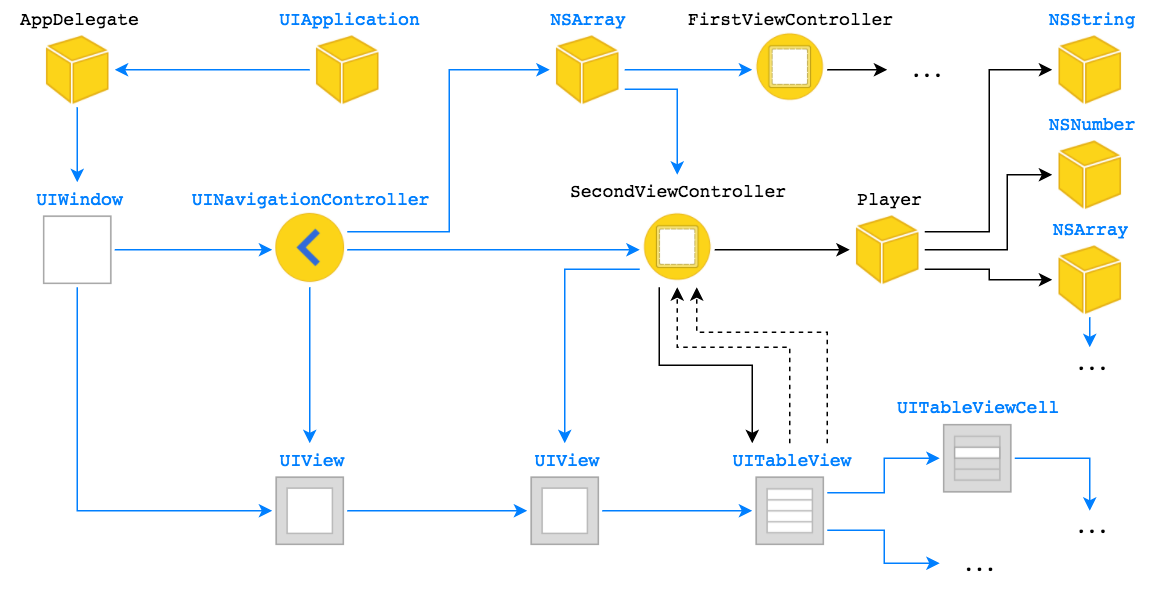 AppDelegate
UIApplication
NSArray
FirstViewController
NSString
...
NSNumber
UIWindow
UINavigationController
SecondViewController
Player
NSArray
...
UITableViewCell
UIView
UIView
UITableView
...
...